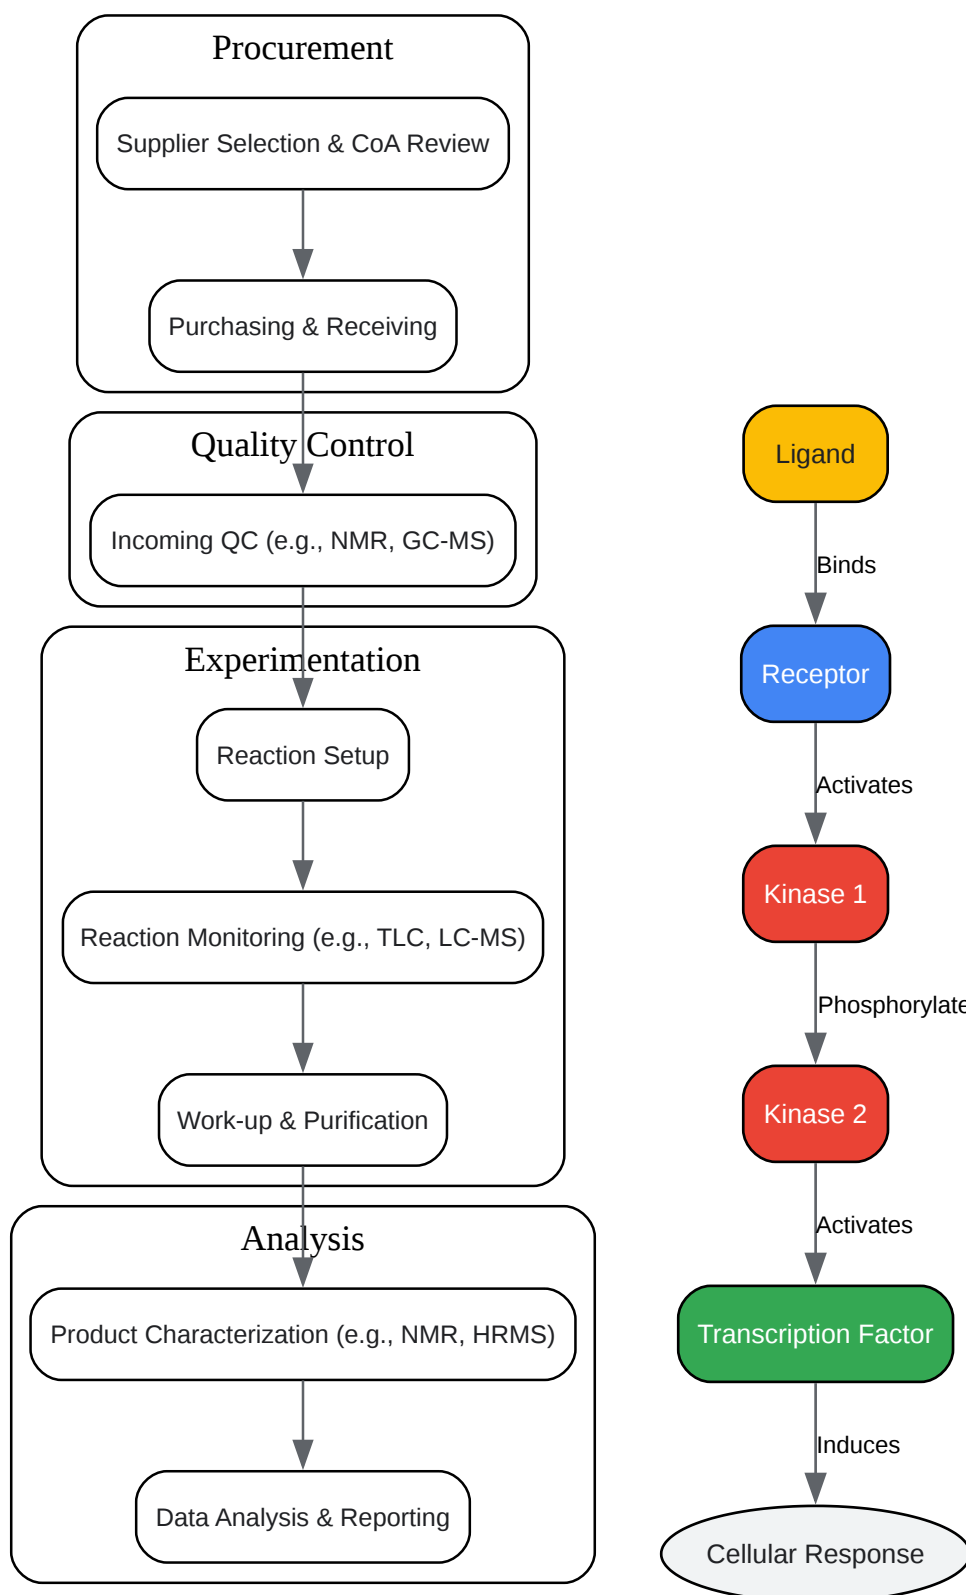 Procurement
Supplier Selection & CoA Review
Purchasing & Receiving
Quality Control
Incoming QC (e.g., NMR, GC-MS)
Experimentation
Reaction Setup
Reaction Monitoring (e.g., TLC, LC-MS)
Work-up & Purification
Analysis
Product Characterization (e.g., NMR, HRMS)
Data Analysis & Reporting
Ligand
Binds
Receptor
Activates
Kinase 1
Phosphorylate
Kinase 2
Activates
Transcription Factor
Induces
Cellular Response